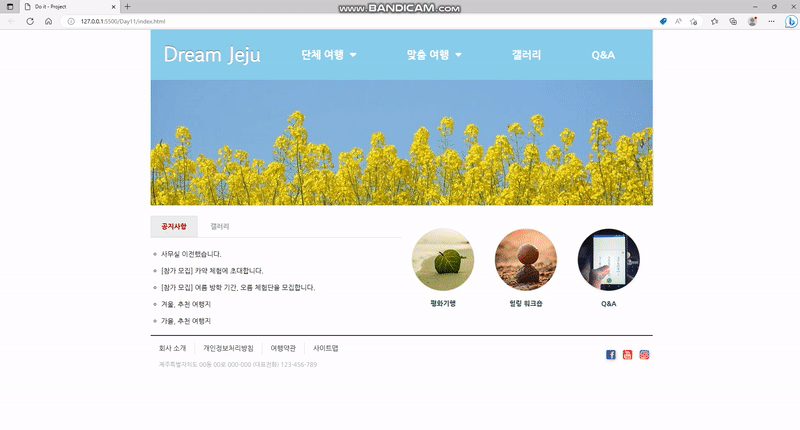 www.BANDICAM.com
Do it - Project
127.0.0.1:5500/Day11/index.html
Dream Jeju 단체 여행 맞춤 여행 갤러리 Q&A
공지사항 갤러리
사무실 이전했습니다.
[참가 모집] 카약 체험에 초대합니다.
[참가 모집] 여름 방학 기간, 오름 체험단을 모집합니다.
겨울, 추천 여행지
가을, 추천 여행지
평화기행 힐링 워크숍 Q&A
회사 소개 개인정보처리방침 여행약관 사이트맵
제주특별자치도 00동 00로 000-000 (대표전화) 123-456-789